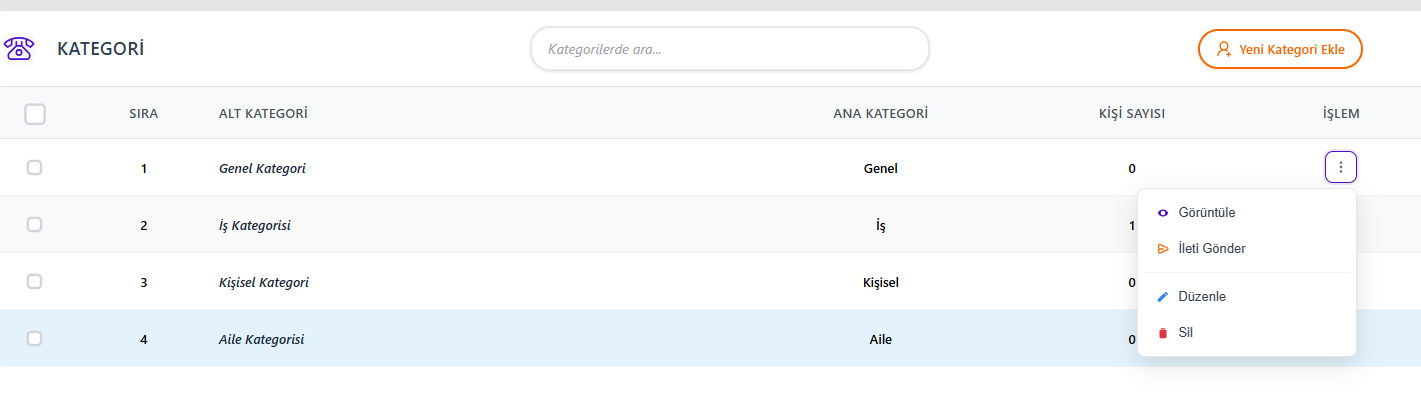 KATEGORİ
Kategorilerde ara...
Yeni Kategori Ekle
SIRA ALT KATEGORİ ANA KATEGORİ KİŞİ SAYISI İŞLEM
1 Genel Kategori Genel 0
Görüntüle
2 İş Kategorisi İş 1
İleti Gönder
3 Kişisel Kategori Kişisel 0
Düzenle
4 Aile Kategorisi Aile 0
Sil